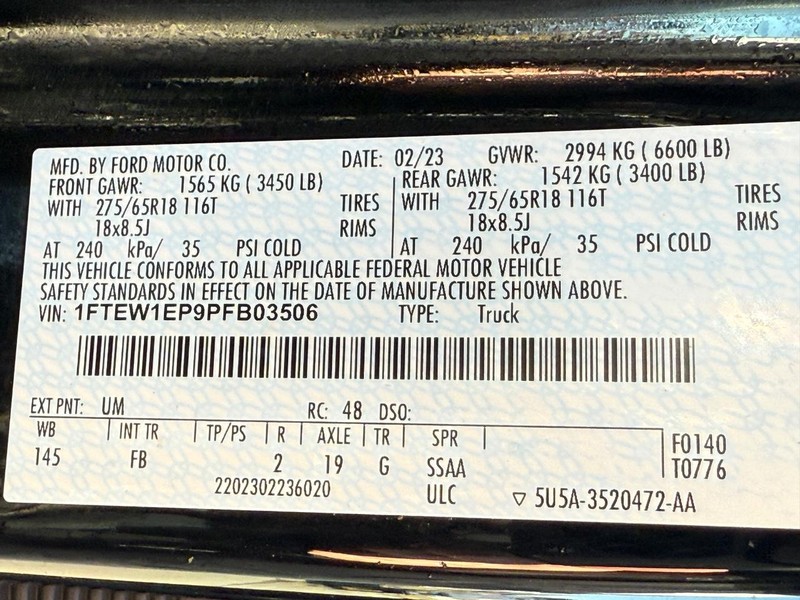 MFD. BY FORD MOTOR CO. DATE: 02/23 GVWR: 2994 KG ( 6600 LB)
FRONT GAWR: 1565 KG ( 3450 LB) REAR GAWR: 1542 KG ( 3400 LB)
WITH 275/65R18 116T TIRES WITH 275/65R18 116T TIRES
18x8.5J RIMS 18x8.5J RIMS
AT 240 kPa/ 35 PSI COLD AT 240 kPa/ 35 PSI COLD
THIS VEHICLE CONFORMS TO ALL APPLICABLE FEDERAL MOTOR VEHICLE
SAFETY STANDARDS IN EFFECT ON THE DATE OF MANUFACTURE SHOWN ABOVE.
VIN: 1FTEW1EP9PFB03506 TYPE: Truck
EXT PNT: UM RC: 48 DSO:
WB INT TR TP/PS R AXLE TR SPR F0140
145 FB 2 19 G SSAA T0776
2202302236020 ULC ▽ 5U5A-3520472-AA